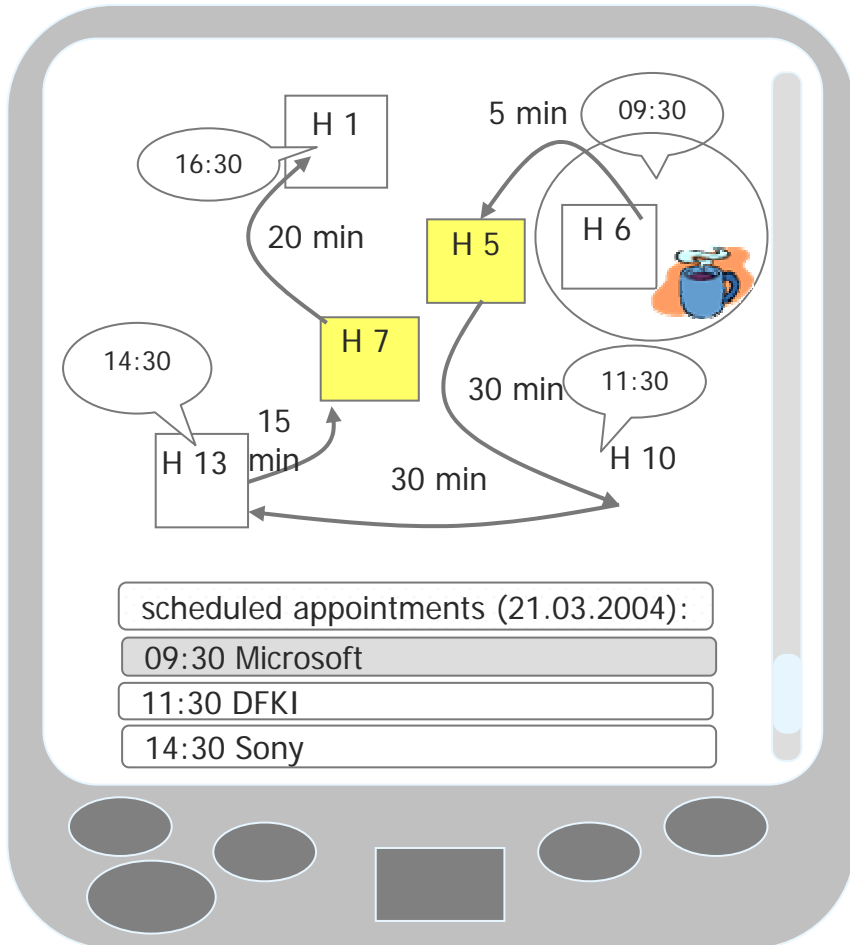 H 1
5 min
09:30
16:30
20 min
H 5
H 6
H 7
14:30
30 min
11:30
15
min
H 13
H 10
30 min
scheduled appointments (21.03.2004):
09:30 Microsoft
11:30 DFKI
14:30 Sony